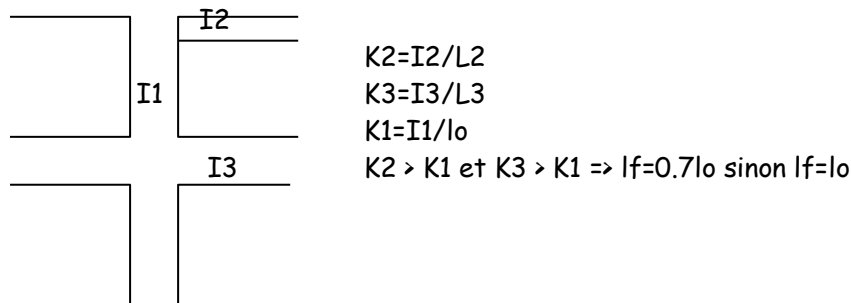 I2
K2=I2/L2
K3=I3/L3
I1
K1=I1/lo
I3
K2 > K1 et K3 > K1 => lf=0.7lo sinon lf=lo